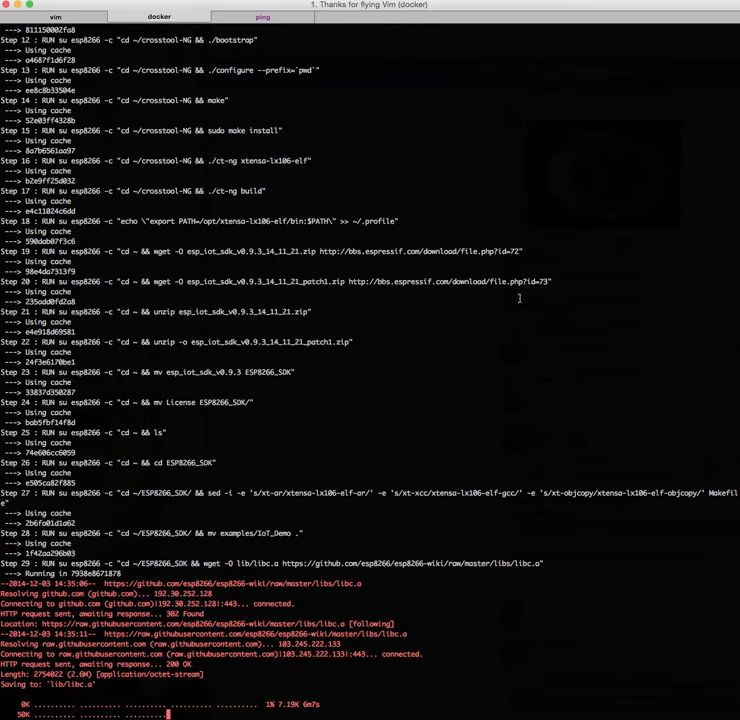 1. Thanks for flying Vim (docker)
vim
docker
ping
---> 811150002fa8
Step 12 : RUN su esp8266 -c "cd ~/crosstool-NG && ./bootstrap"
---> Using cache
---> a4687f1d6f28
Step 13 : RUN su esp8266 -c "cd ~/crosstool-NG && ./configure --prefix=`pwd`"
---> Using cache
---> ee8c8b33504e
Step 14 : RUN su esp8266 -c "cd ~/crosstool-NG && make"
---> Using cache
---> 52e03ff4328b
Step 15 : RUN su esp8266 -c "cd ~/crosstool-NG && sudo make install"
---> Using cache
---> 8a7b6561aa97
Step 16 : RUN su esp8266 -c "cd ~/crosstool-NG && ./ct-ng xtensa-lx106-elf"
---> Using cache
---> b2e9ff25d032
Step 17 : RUN su esp8266 -c "cd ~/crosstool-NG && ./ct-ng build"
---> Using cache
---> e4c11024c6dd
Step 18 : RUN su esp8266 -c "echo \"export PATH=/opt/xtensa-lx106-elf/bin:$PATH\" >> ~/.profile"
---> Using cache
---> 590dab07f3c6
Step 19 : RUN su esp8266 -c "cd ~ && wget -O esp_iot_sdk_v0.9.3_14_11_21.zip http://bbs.espressif.com/download/file.php?id=72"
---> Using cache
---> 98e4da7313f9
Step 20 : RUN su esp8266 -c "cd ~ && wget -O esp_iot_sdk_v0.9.3_14_11_21_patch1.zip http://bbs.espressif.com/download/file.php?id=73"
---> Using cache
---> 235add0fd2a8
Step 21 : RUN su esp8266 -c "cd ~ && unzip esp_iot_sdk_v0.9.3_14_11_21.zip"
---> Using cache
---> e4e918d69581
Step 22 : RUN su esp8266 -c "cd ~ && unzip -o esp_iot_sdk_v0.9.3_14_11_21_patch1.zip"
---> Using cache
---> 24f3e6170be1
Step 23 : RUN su esp8266 -c "cd ~ && mv esp_iot_sdk_v0.9.3 ESP8266_SDK"
---> Using cache
---> 33837d350287
Step 24 : RUN su esp8266 -c "cd ~ && mv License ESP8266_SDK/"
---> Using cache
---> bab5fbf14f8d
Step 25 : RUN su esp8266 -c "cd ~ && ls"
---> Using cache
---> 74e606cc6059
Step 26 : RUN su esp8266 -c "cd ~ && cd ESP8266_SDK"
---> Using cache
---> e505ca82f885
Step 27 : RUN su esp8266 -c "cd ~/ESP8266_SDK/ && sed -i -e 's/xt-ar/xtensa-lx106-elf-ar/' -e 's/xt-xcc/xtensa-lx106-elf-gcc/' -e 's/xt-objcopy/xtensa-lx106-elf-objcopy/' Makefil
e"
---> Using cache
---> 2b6fa01d1a62
Step 28 : RUN su esp8266 -c "cd ~/ESP8266_SDK/ && mv examples/IoT_Demo ."
---> Using cache
---> 1f42aa296b03
Step 29 : RUN su esp8266 -c "cd ~/ESP8266_SDK && wget -O lib/libc.a https://github.com/esp8266/esp8266-wiki/raw/master/libs/libc.a"
---> Running in 7938e8671878
--2014-12-03 14:35:06-- https://github.com/esp8266/esp8266-wiki/raw/master/libs/libc.a
Resolving github.com (github.com)... 192.30.252.128
Connecting to github.com (github.com)|192.30.252.128|:443... connected.
HTTP request sent, awaiting response... 302 Found
Location: https://raw.githubusercontent.com/esp8266/esp8266-wiki/master/libs/libc.a [following]
--2014-12-03 14:35:11-- https://raw.githubusercontent.com/esp8266/esp8266-wiki/master/libs/libc.a
Resolving raw.githubusercontent.com (raw.githubusercontent.com)... 103.245.222.133
Connecting to raw.githubusercontent.com (raw.githubusercontent.com)|103.245.222.133|:443... connected.
HTTP request sent, awaiting response... 200 OK
Length: 2754022 (2.6M) [application/octet-stream]
Saving to: `lib/libc.a'
0K .......... .......... .......... .......... .......... 1% 7.19K 6m7s
50K .......... .......... ..........